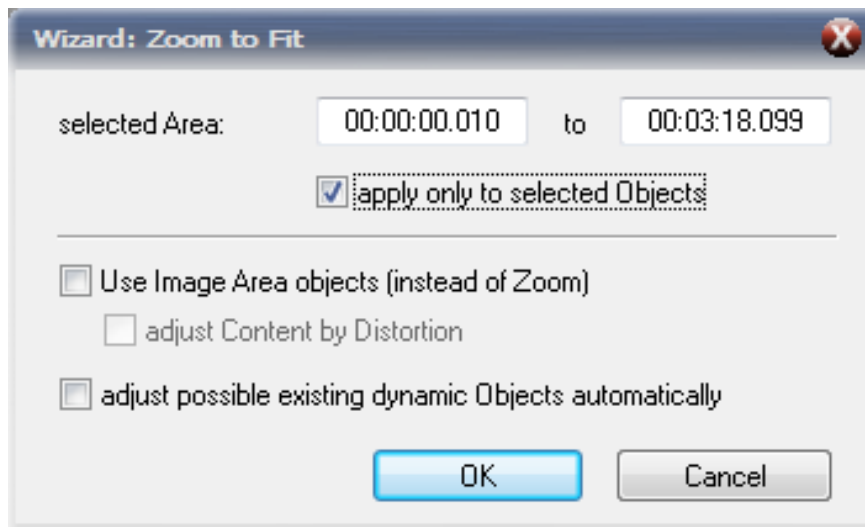 Wizard: Zoom to Fit
selected Area: 00:00:00.010 to 00:03:18.099
apply only to selected Objects
Use Image Area objects (instead of Zoom)
adjust Content by Distortion
adjust possible existing dynamic Objects automatically
OK Cancel